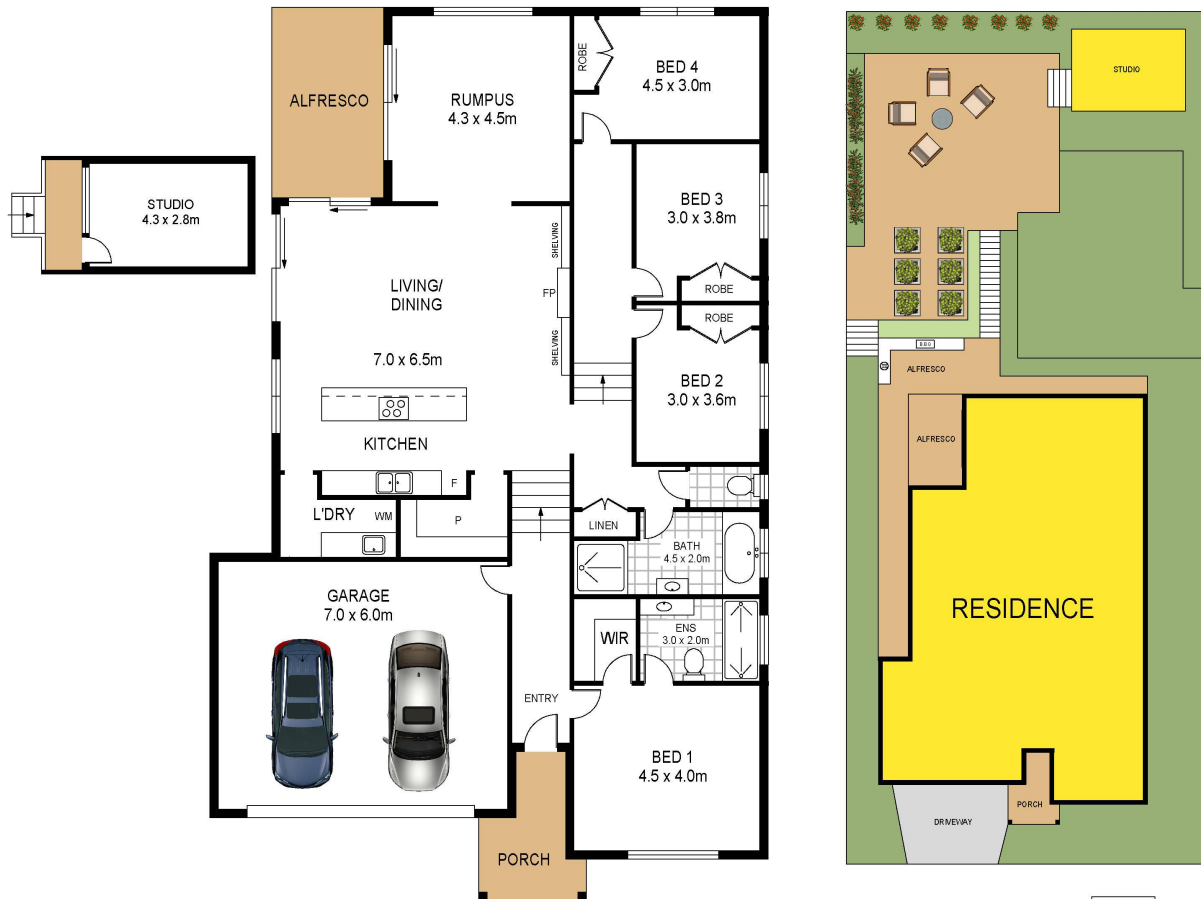 ALFRESCO
RUMPUS
4.3 x 4.5m
ROBE
BED 4
4.5 x 3.0m
STUDIO
4.3 x 2.8m
BED 3
3.0 x 3.8m
ROBE
ROBE
BED 2
3.0 x 3.6m
SHELVING
FP
SHELVING
LIVING/
DINING
7.0 x 6.5m
KITCHEN
F
L'DRY
WM
P
LINEN
BATH
4.5 x 2.0m
GARAGE
7.0 x 6.0m
WIR
ENS
3.0 x 2.0m
ENTRY
BED 1
4.5 x 4.0m
PORCH
STUDIO
BBQ
ALFRESCO
ALFRESCO
RESIDENCE
PORCH
DRIVEWAY